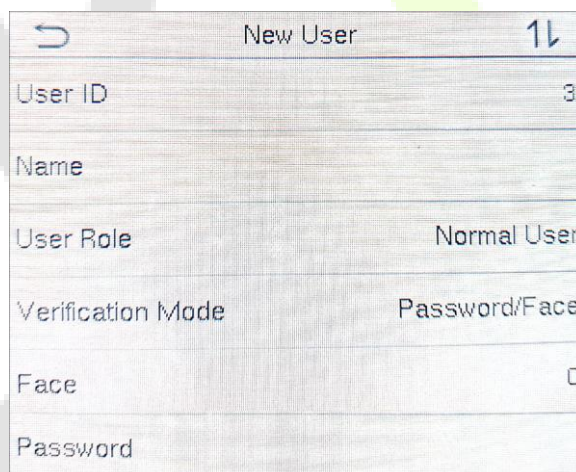 New User
User ID 3
Name
User Role Normal User
Verification Mode Password/Face
Face
Password